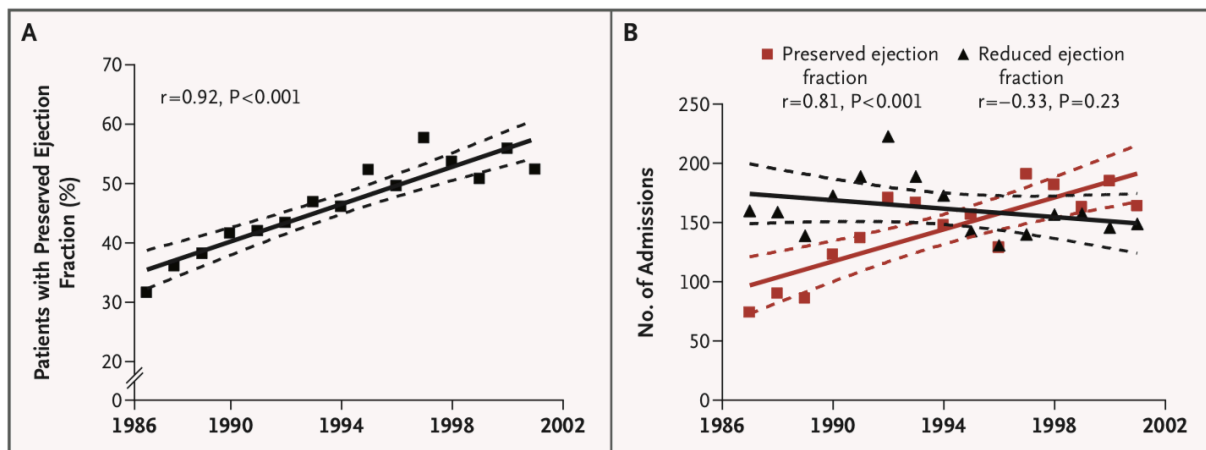 A
Patients with Preserved Ejection
Fraction (%)
70
60
50
40
30
20
0
r=0.92, P<0.001
1986 1990 1994 1998 2002
B
Preserved ejection
fraction
r=0.81, P<0.001
Reduced ejection
fraction
r=−0.33, P=0.23
No. of Admissions
250
200
150
100
50
0
1986 1990 1994 1998 2002